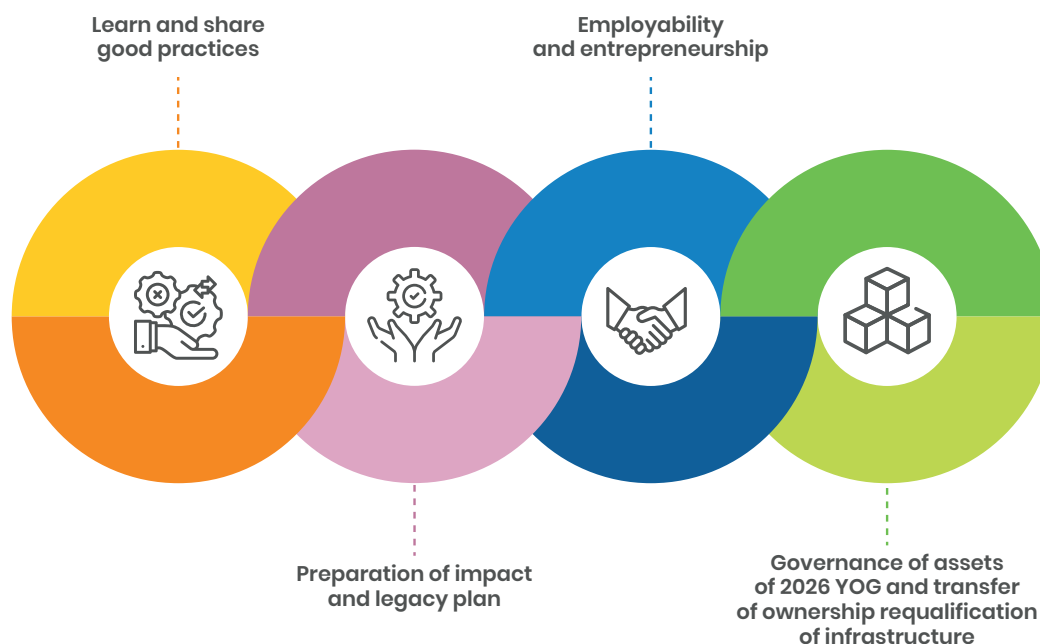 Learn and share
good practices
Employability
and entrepreneurship
Preparation of impact
and legacy plan
Governance of assets
of 2026 YOG and transfer
of ownership requalification
of infrastructure